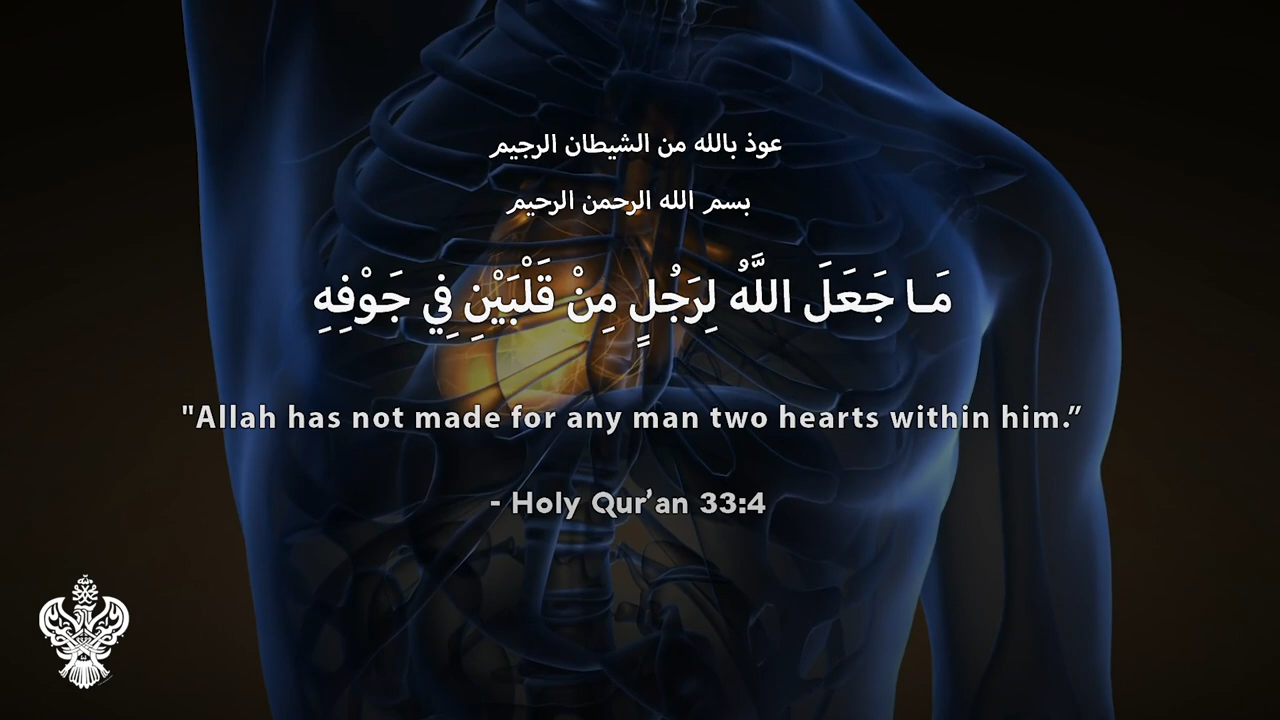 عوذ بالله من الشيطان الرجيم
بسم الله الرحمن الرحيم
مَا جَعَلَ اللَّهُ لِرَجُلٍ مِنْ قَلْبَيْنِ فِي جَوْفِهِ
"Allah has not made for any man two hearts within him.”
- Holy Qur’an 33:4